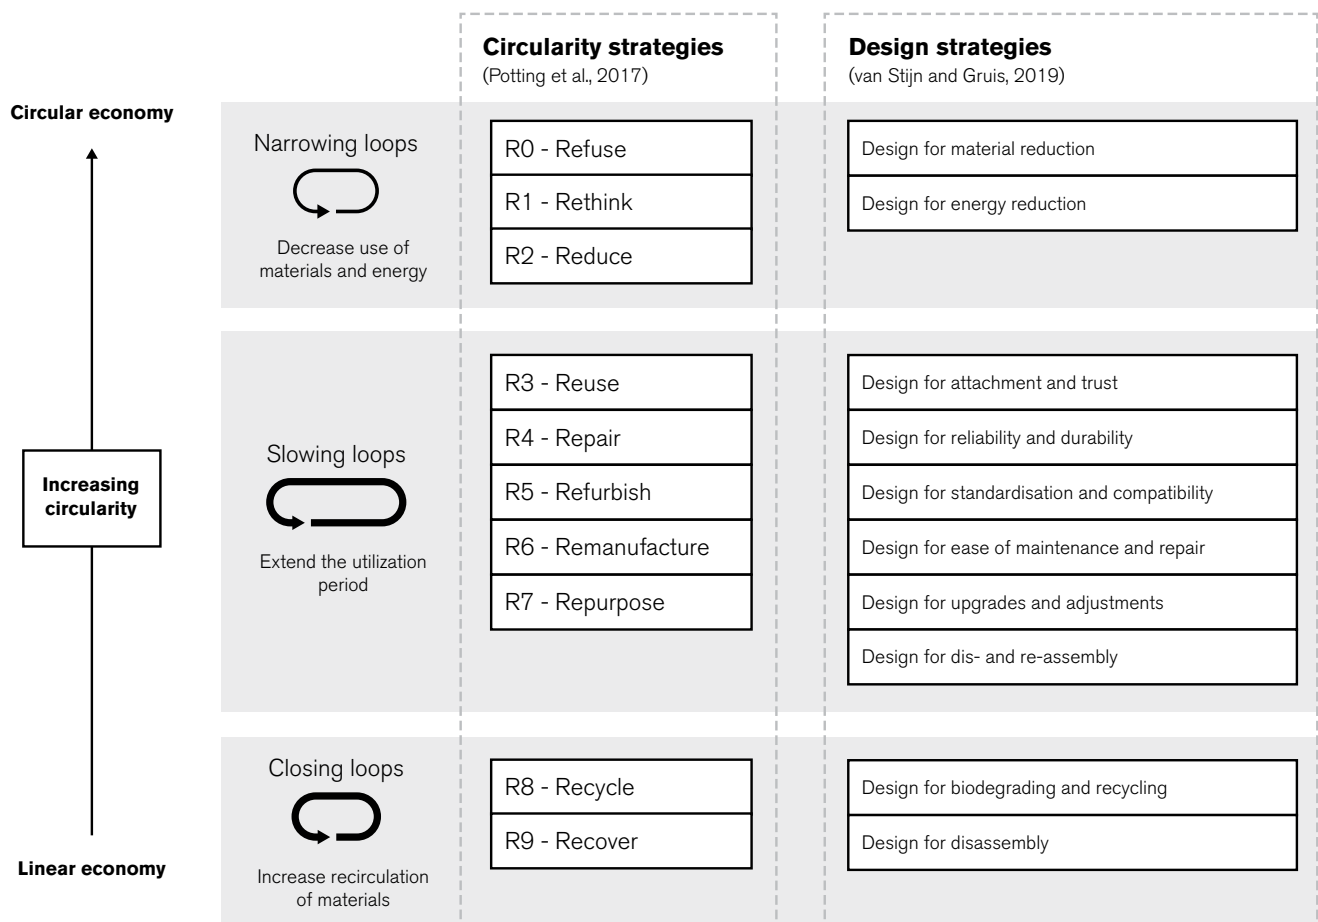 Circularity strategies
(Potting et al., 2017)
Design strategies
(van Stijn and Gruis, 2019)
Circular economy
Increasing
circularity
Linear economy
Narrowing loops
Decrease use of
materials and energy
R0 - Refuse
R1 - Rethink
R2 - Reduce
Design for material reduction
Design for energy reduction
Slowing loops
Extend the utilization
period
R3 - Reuse
R4 - Repair
R5 - Refurbish
R6 - Remanufacture
R7 - Repurpose
Design for attachment and trust
Design for reliability and durability
Design for standardisation and compatibility
Design for ease of maintenance and repair
Design for upgrades and adjustments
Design for dis- and re-assembly
Closing loops
Increase recirculation
of materials
R8 - Recycle
R9 - Recover
Design for biodegrading and recycling
Design for disassembly